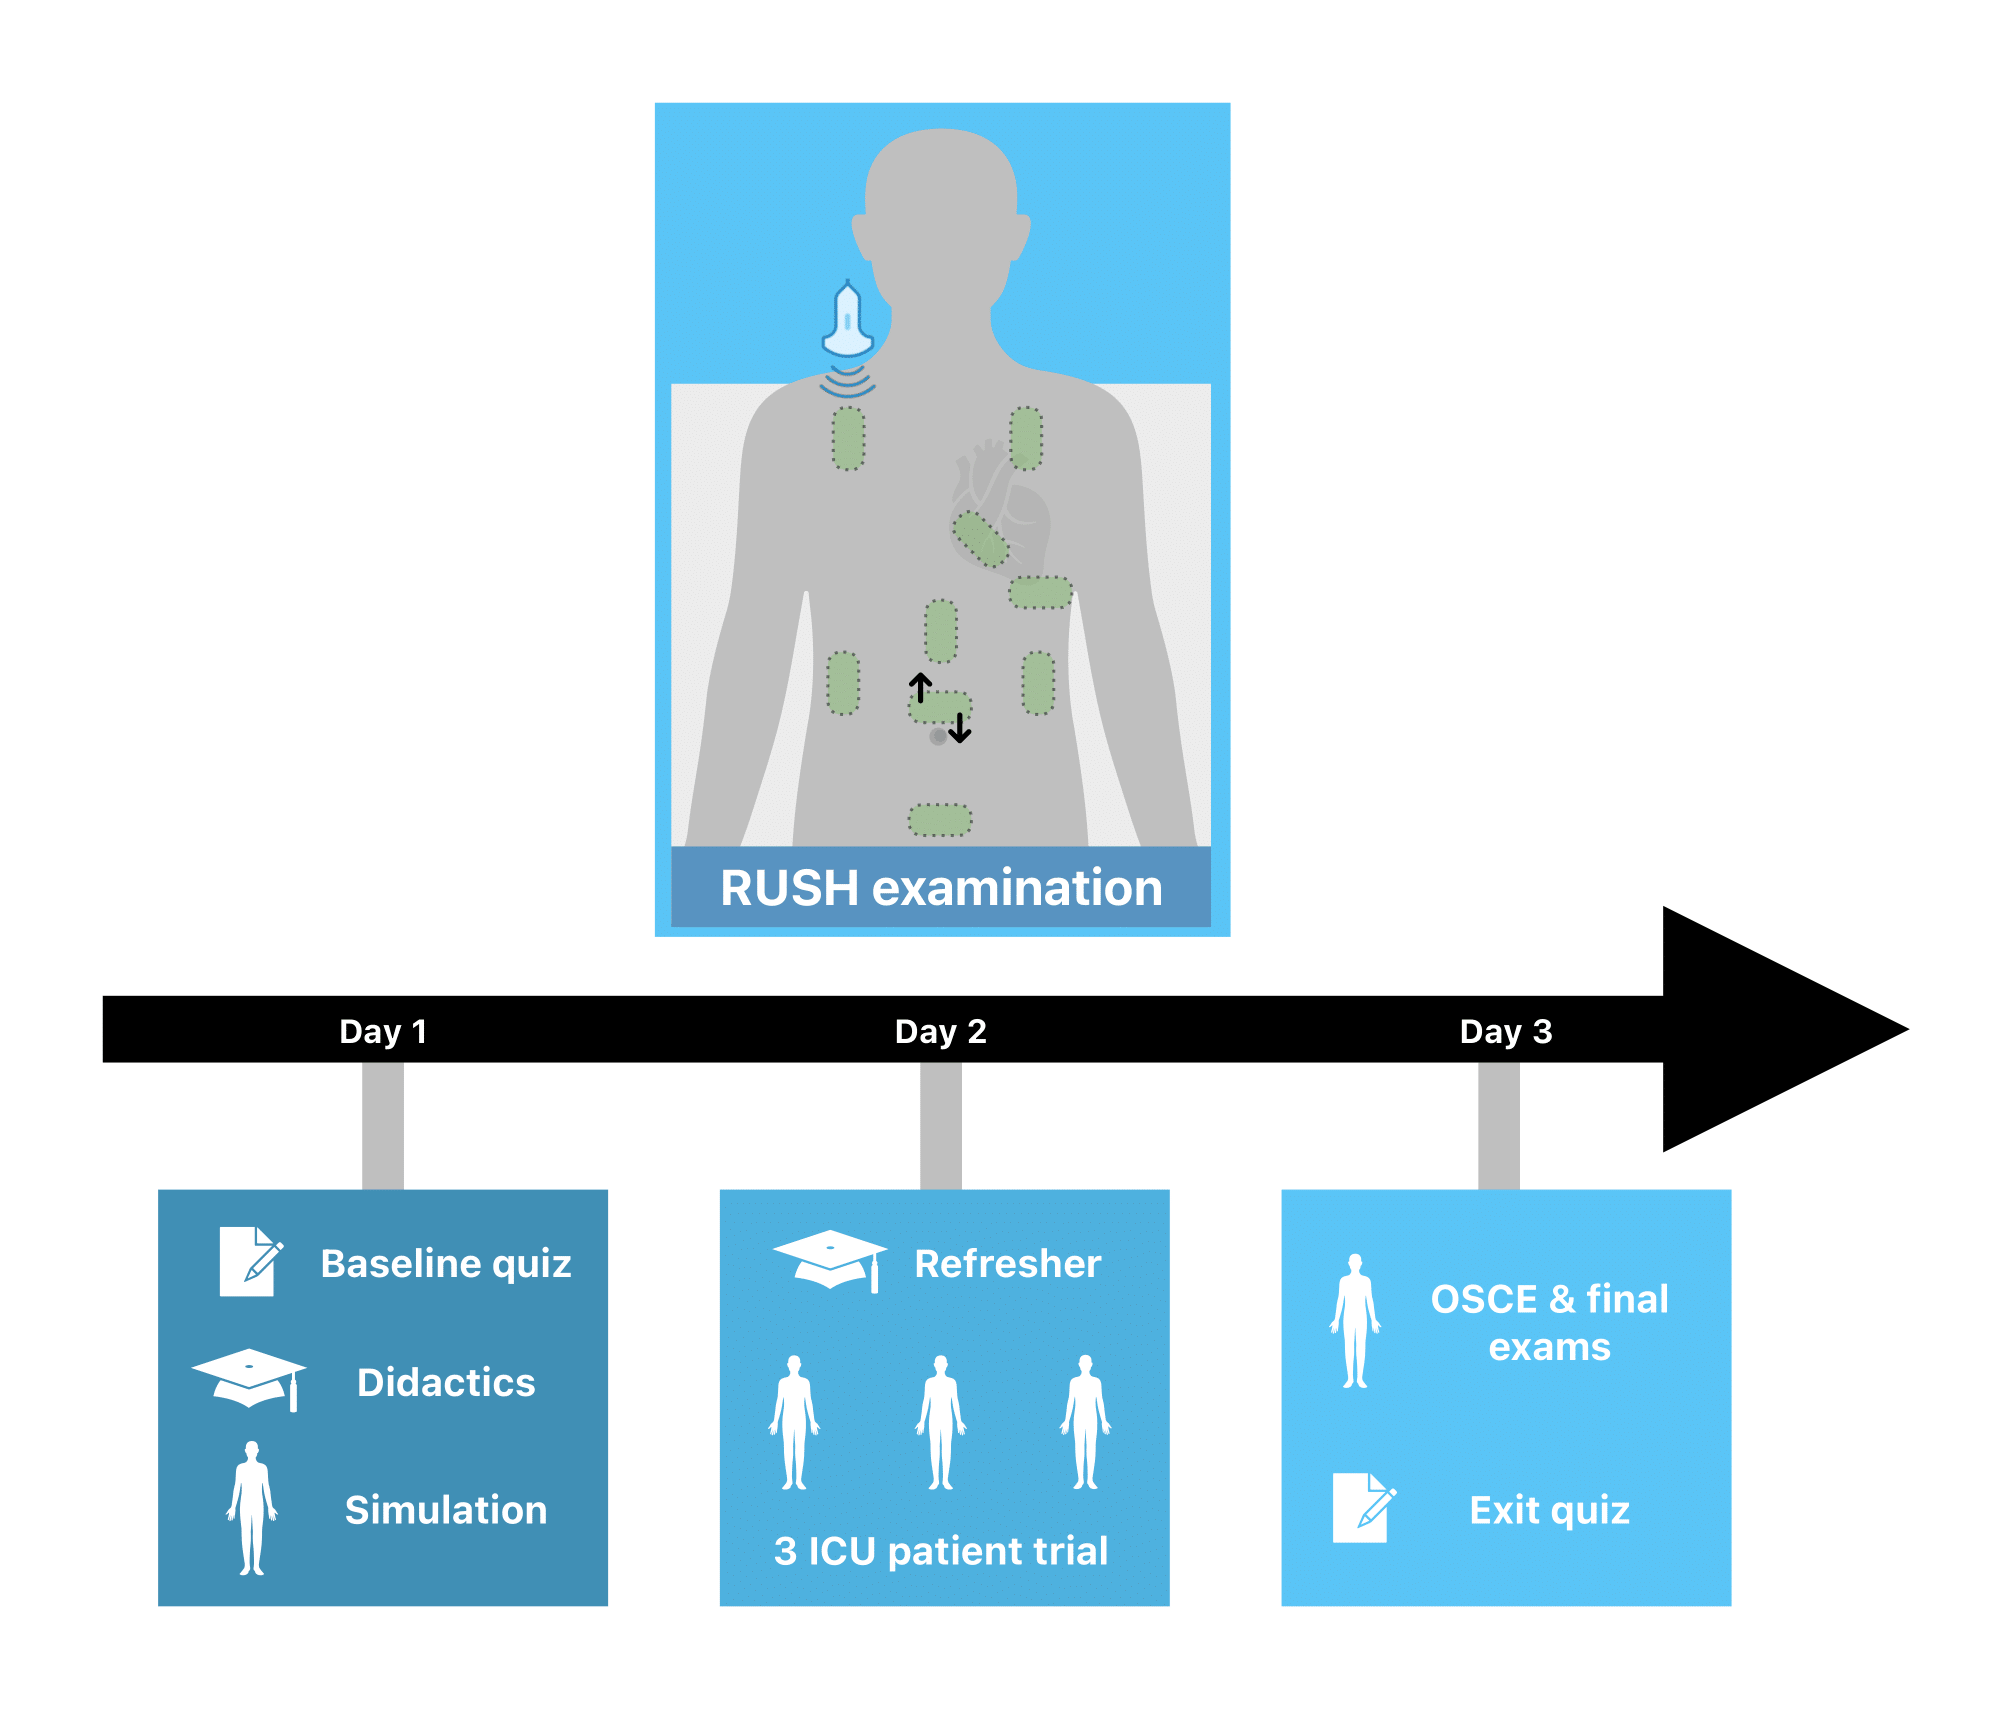 RUSH examination
Day 1
Day 2
Day 3
Baseline quiz
Didactics
Simulation
Refresher
3 ICU patient trial
OSCE & final
exams
Exit quiz